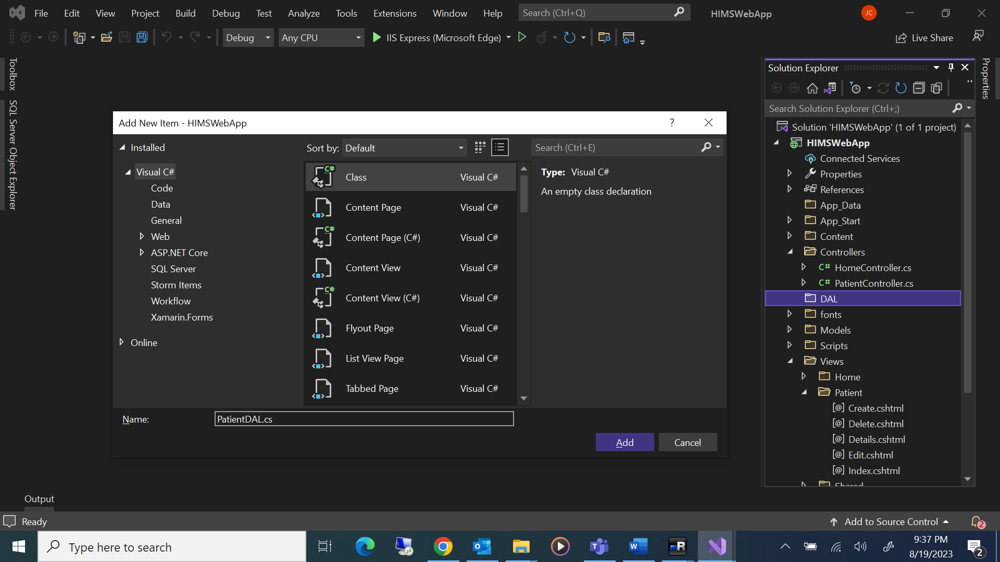 File Edit View Project Build Debug Test Analyze Tools Extensions Window Help Search (Ctrl+Q) HIMSWebApp JC
Debug Any CPU IIS Express (Microsoft Edge) Live Share
Toolbox
SQL Server Object Explorer
Add New Item - HIMSWebApp ?
Installed
Sort by: Default
Search (Ctrl+E)
Visual C#
Code
Data
General
Web
ASP.NET Core
SQL Server
Storm Items
Workflow
Xamarin.Forms
Online
Class Visual C#
Content Page Visual C#
Content Page (C#) Visual C#
Content View Visual C#
Content View (C#) Visual C#
Flyout Page Visual C#
List View Page Visual C#
Tabbed Page Visual C#
Type: Visual C#
An empty class declaration
Name: PatientDAL.cs
Add Cancel
Solution Explorer
Search Solution Explorer (Ctrl+;)
Solution 'HIMSWebApp' (1 of 1 project)
HIMSWebApp
Connected Services
Properties
References
App_Data
App_Start
Content
Controllers
C# HomeController.cs
C# PatientController.cs
DAL
fonts
Models
Scripts
Views
Home
Patient
[@] Create.cshtml
[@] Delete.cshtml
[@] Details.cshtml
[@] Edit.cshtml
[@] Index.cshtml
Shared
Properties
Output
Ready Add to Source Control 2
Type here to search
9:37 PM
8/19/2023
2